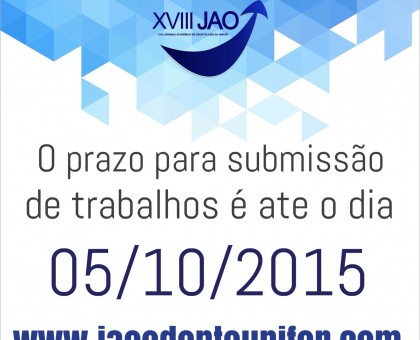 XVIII JAO
O prazo para submissão
de trabalhos é ate o dia
05/10/2015